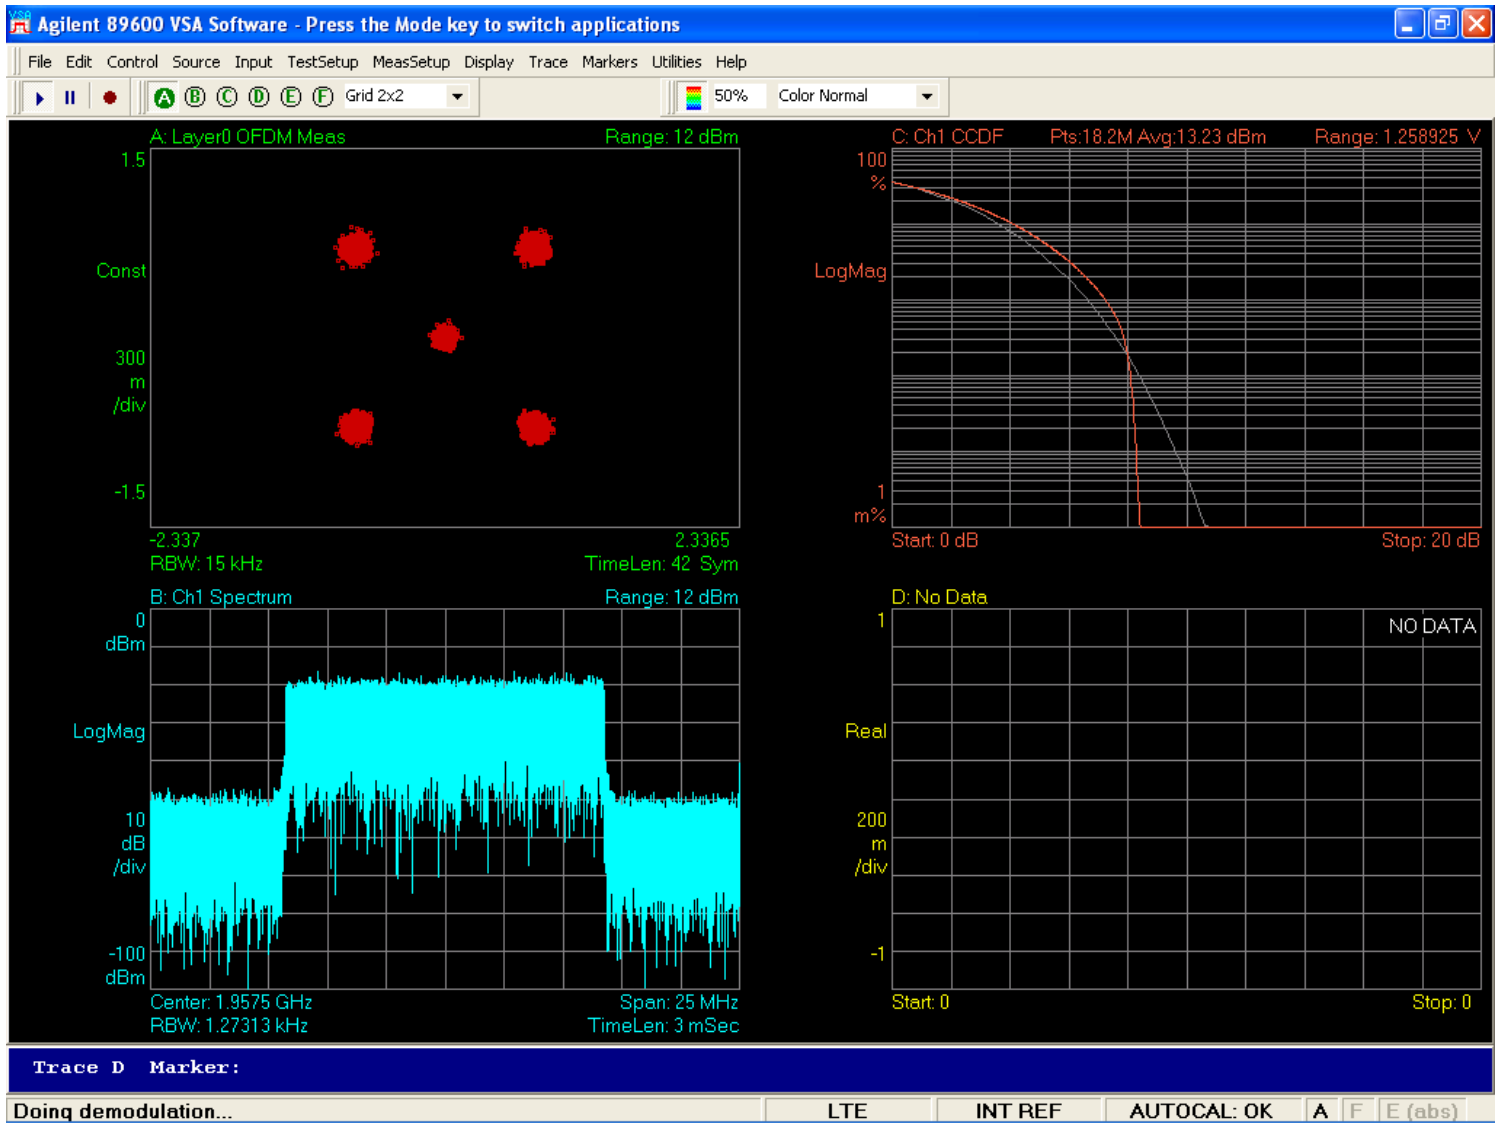 Agilent 89600 VSA Software - Press the Mode key to switch applications
File Edit Control Source Input TestSetup MeasSetup Display Trace Markers Utilities Help
A B C D E F Grid 2x2 50% Color Normal
A: Layer0 OFDM Meas Range: 12 dBm
1.5
Const
300
m
/div
-1.5
-2.337 2.3365
RBW: 15 kHz TimeLen: 42 Sym
C: Ch1 CCDF Pts:18.2M Avg:13.23 dBm Range: 1.258925 V
100
%
LogMag
1
m%
Start: 0 dB Stop: 20 dB
B: Ch1 Spectrum Range: 12 dBm
0
dBm
LogMag
10
dB
/div
-100
dBm
Center: 1.9575 GHz Span: 25 MHz
RBW: 1.27313 kHz TimeLen: 3 mSec
D: No Data
1
NO DATA
Real
200
m
/div
-1
Start: 0 Stop: 0
Trace D Marker:
Doing demodulation... LTE INT REF AUTOCAL: OK A F E (abs)